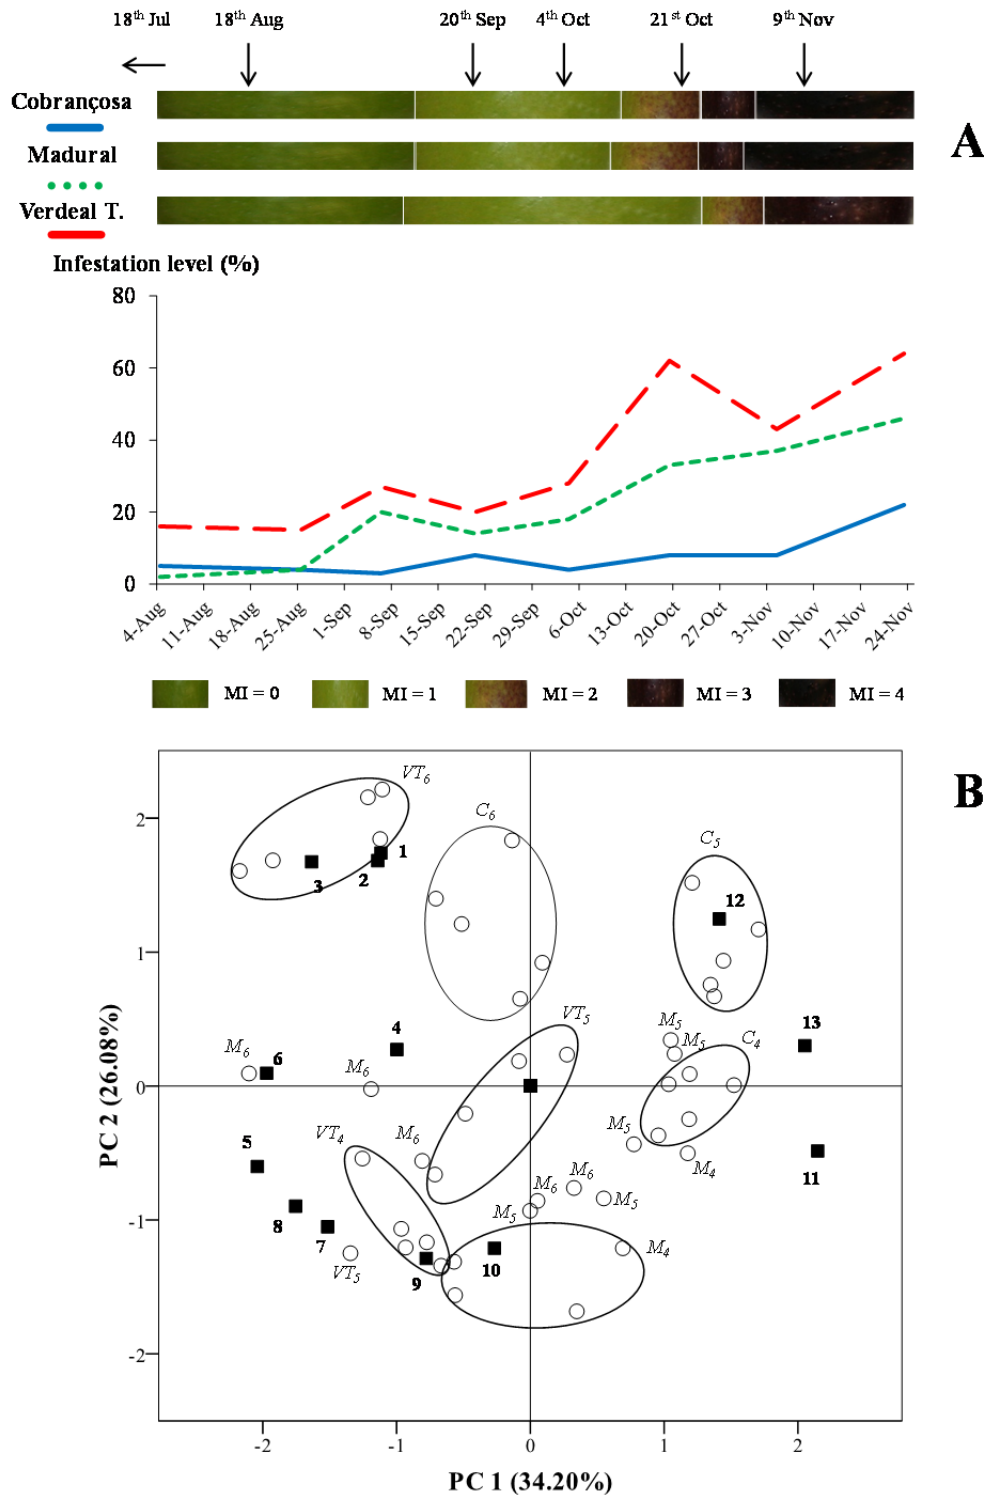 18th Jul 18th Aug 20th Sep 4th Oct 21st Oct 9th Nov
Cobrançosa
A
Madural
Verdeal T.
Infestation level (%)
80
60
40
20
0
4-Aug 11-Aug 18-Aug 25-Aug 1-Sep 8-Sep 15-Sep 22-Sep 29-Sep 6-Oct 13-Oct 20-Oct 27-Oct 3-Nov 10-Nov 17-Nov 24-Nov
MI = 0 MI = 1 MI = 2 MI = 3 MI = 4
B
VT6
C6
C5
2
1
2
3
12
1
VT5
4
M5
M5
C4
13
M6
6
M6
0
5
VT4
M6
M5
M4
11
M6
M6
M5
M5
8
7
VT5
9
10
M4
-1
-2
-2 -1 0 1 2
PC 1 (34.20%)
PC 2 (26.08%)